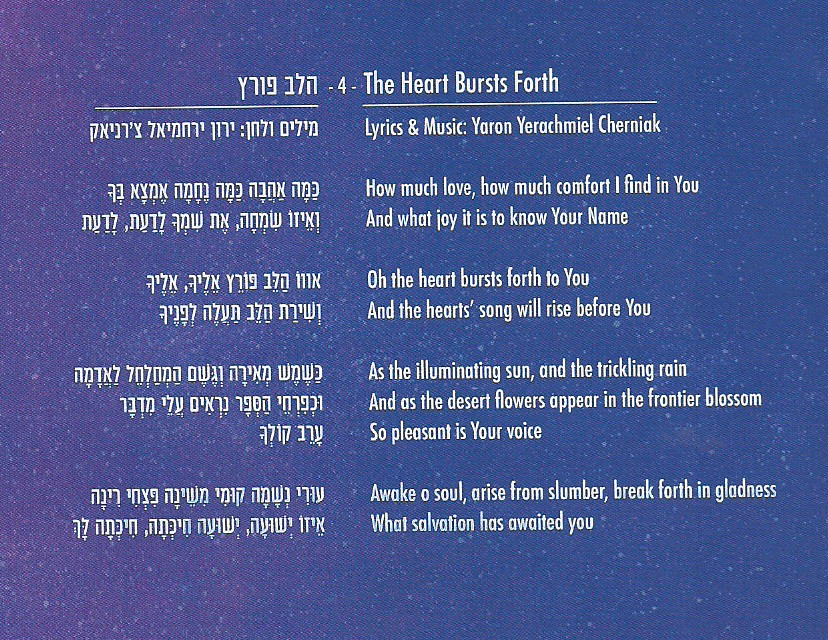 הלב פורץ - 4 - The Heart Bursts Forth
מילים ולחן: ירון ירחמיאל צ'רניאק
Lyrics & Music: Yaron Yerachmiel Cherniak
כַּמָּה אַהֲבָה כַּמָּה נֶחָמָה אֶמְצָא בְּךָ
וְאֵיזוֹ שִׂמְחָה, אֶת שִׁמְךָ לָדַעַת, לָדַעַת
How much love, how much comfort I find in You
And what joy it is to know Your Name
אווֹו הַלֵּב פּוֹרֵץ אֵלֶיךָ, אֵלֶיךָ
וְשִׁירַת הַלֵּב תַּעֲלֶה לְפָנֶיךָ
Oh the heart bursts forth to You
And the hearts' song will rise before You
כַּשֶּׁמֶשׁ מְאִירָה וְגֶשֶׁם הַמְחַלְחֵל לַאֲדָמָה
וּכְפִרְחֵי הַסְּפָר נִרְאִים עֲלֵי מִדְבָּר
עָרֵב קוֹלְךָ
As the illuminating sun, and the trickling rain
And as the desert flowers appear in the frontier blossom
So pleasant is Your voice
עוּרִי נְשָׁמָה קוּמִי מִשֵּׁינָה פִּצְחִי רִינָה
אֵיזוֹ יְשׁוּעָה, יְשׁוּעָה חִיכְּתָה, חִיכְּתָה לָךְ
Awake o soul, arise from slumber, break forth in gladness
What salvation has awaited you